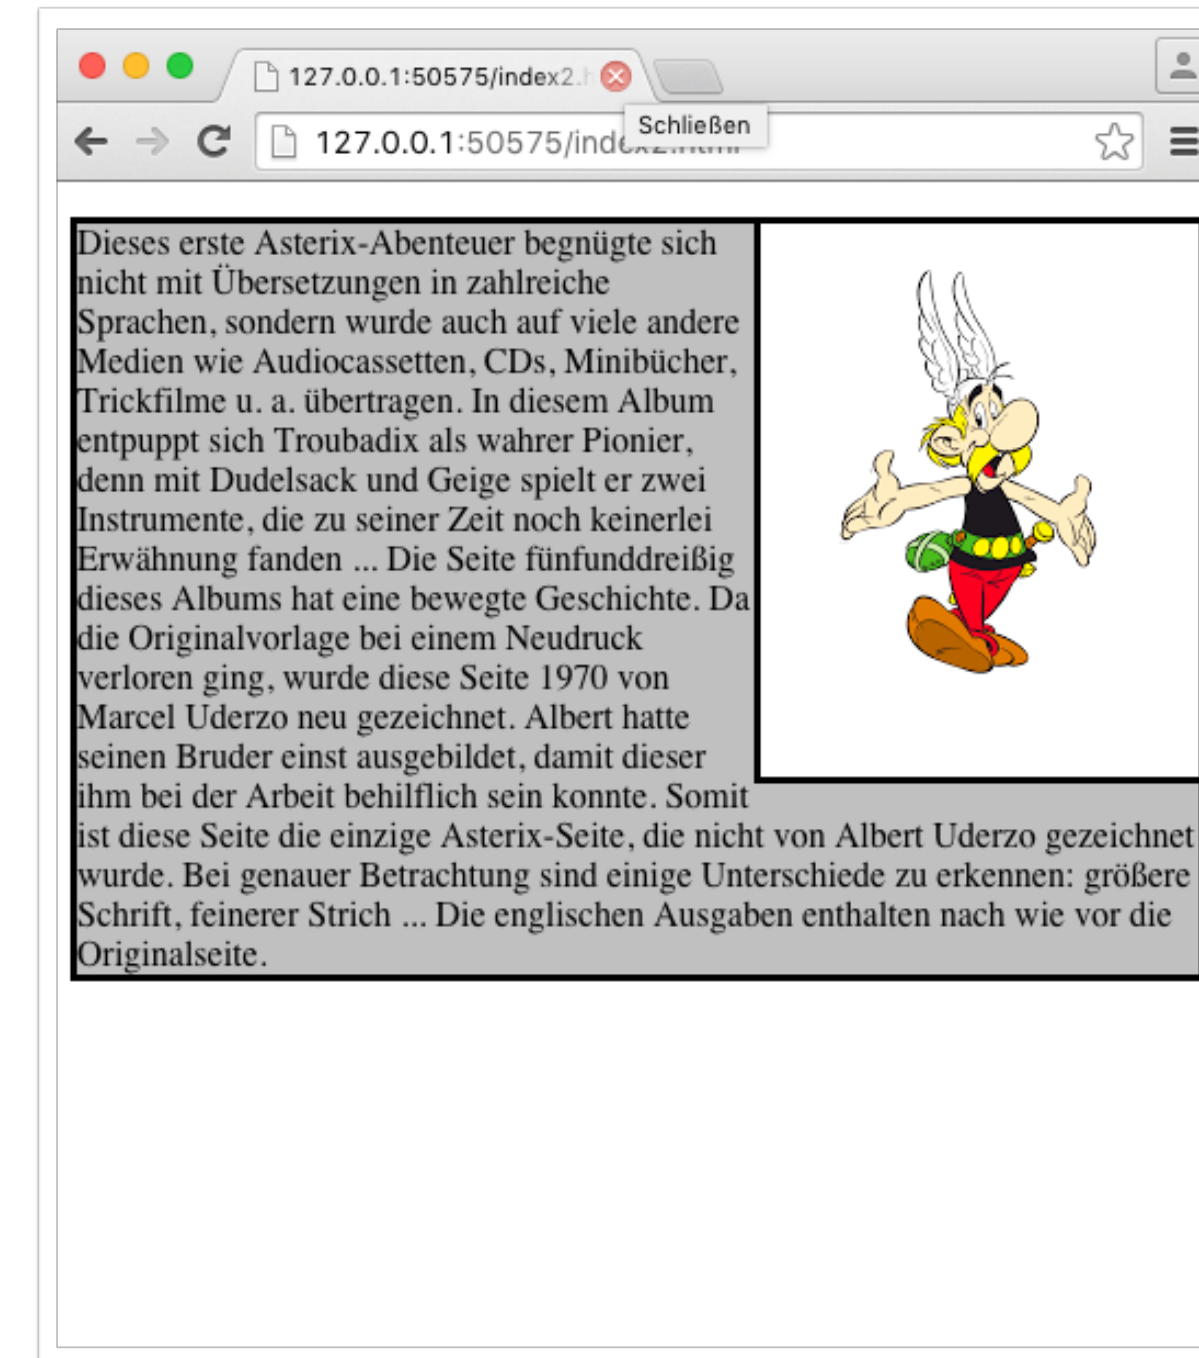 127.0.0.1:50575/index2.h
Schließen
127.0.0.1:50575/index2.html
Dieses erste Asterix-Abenteuer begnügte sich
nicht mit Übersetzungen in zahlreiche
Sprachen, sondern wurde auch auf viele andere
Medien wie Audiocassetten, CDs, Minibücher,
Trickfilme u. a. übertragen. In diesem Album
entpuppt sich Troubadix als wahrer Pionier,
denn mit Dudelsack und Geige spielt er zwei
Instrumente, die zu seiner Zeit noch keinerlei
Erwähnung fanden ... Die Seite fünfunddreißig
dieses Albums hat eine bewegte Geschichte. Da
die Originalvorlage bei einem Neudruck
verloren ging, wurde diese Seite 1970 von
Marcel Uderzo neu gezeichnet. Albert hatte
seinen Bruder einst ausgebildet, damit dieser
ihm bei der Arbeit behilflich sein konnte. Somit
ist diese Seite die einzige Asterix-Seite, die nicht von Albert Uderzo gezeichnet
wurde. Bei genauer Betrachtung sind einige Unterschiede zu erkennen: größere
Schrift, feinerer Strich ... Die englischen Ausgaben enthalten nach wie vor die
Originalseite.